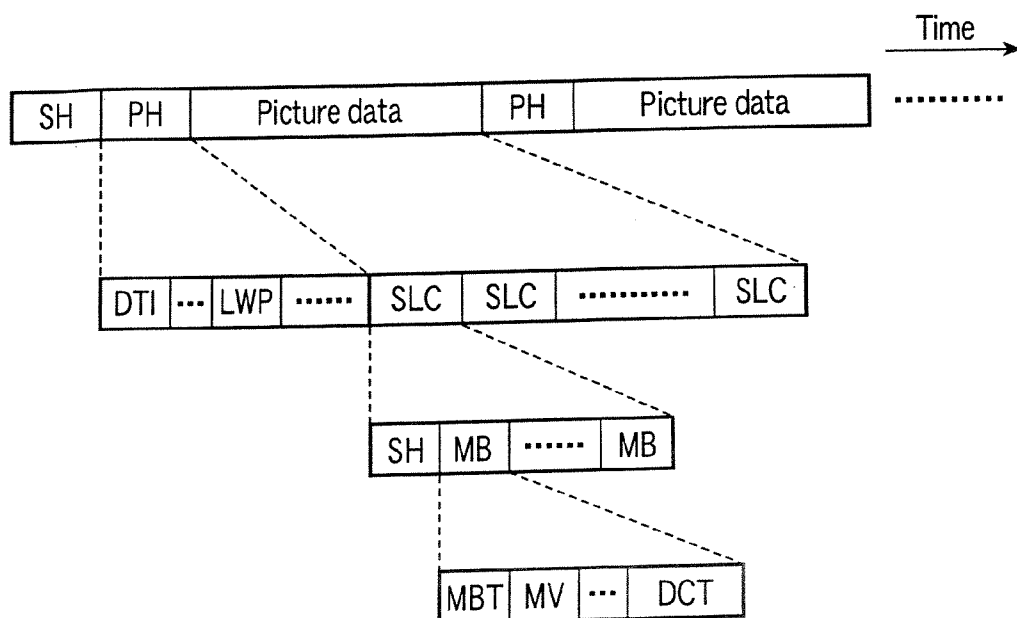 Time
SH PH Picture data PH Picture data ..........
DTI ... LWP ...... SLC SLC ........... SLC
SH MB ...... MB
MBT MV ... DCT